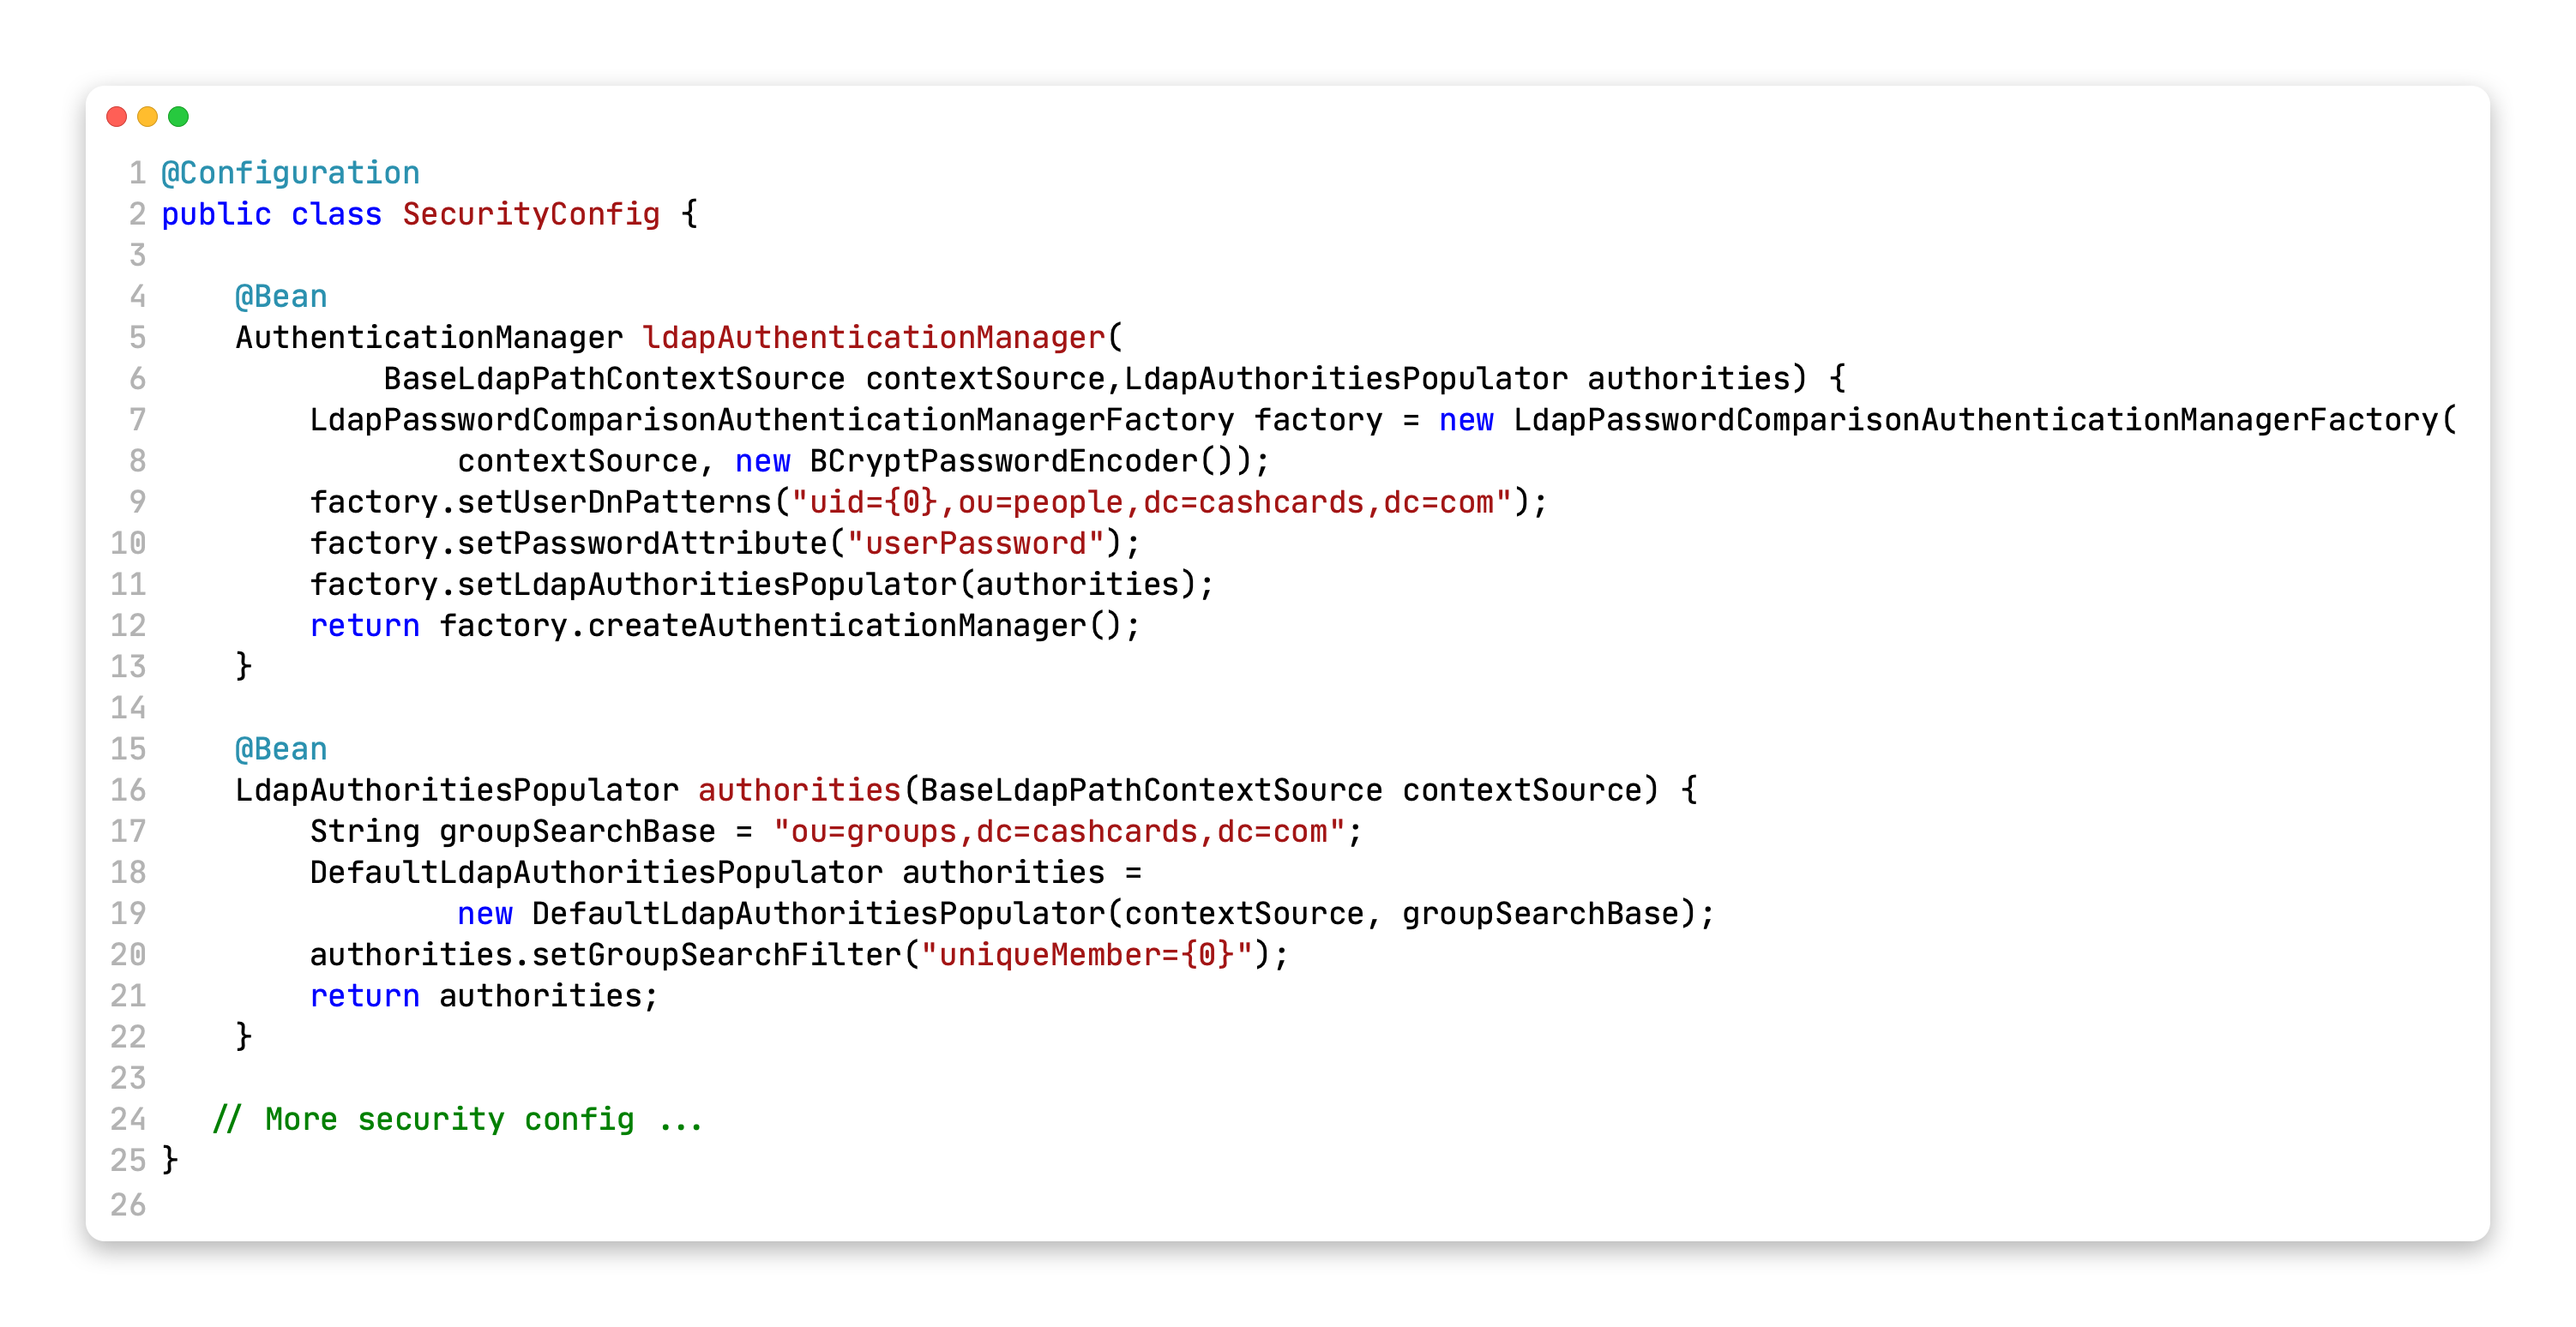 1 @Configuration
2 public class SecurityConfig {
3
4     @Bean
5     AuthenticationManager ldapAuthenticationManager(
6             BaseLdapPathContextSource contextSource,LdapAuthoritiesPopulator authorities) {
7         LdapPasswordComparisonAuthenticationManagerFactory factory = new LdapPasswordComparisonAuthenticationManagerFactory(
8                 contextSource, new BCryptPasswordEncoder());
9         factory.setUserDnPatterns("uid={0},ou=people,dc=cashcards,dc=com");
10         factory.setPasswordAttribute("userPassword");
11         factory.setLdapAuthoritiesPopulator(authorities);
12         return factory.createAuthenticationManager();
13     }
14
15     @Bean
16     LdapAuthoritiesPopulator authorities(BaseLdapPathContextSource contextSource) {
17         String groupSearchBase = "ou=groups,dc=cashcards,dc=com";
18         DefaultLdapAuthoritiesPopulator authorities =
19                 new DefaultLdapAuthoritiesPopulator(contextSource, groupSearchBase);
20         authorities.setGroupSearchFilter("uniqueMember={0}");
21         return authorities;
22     }
23
24    // More security config ...
25 }
26